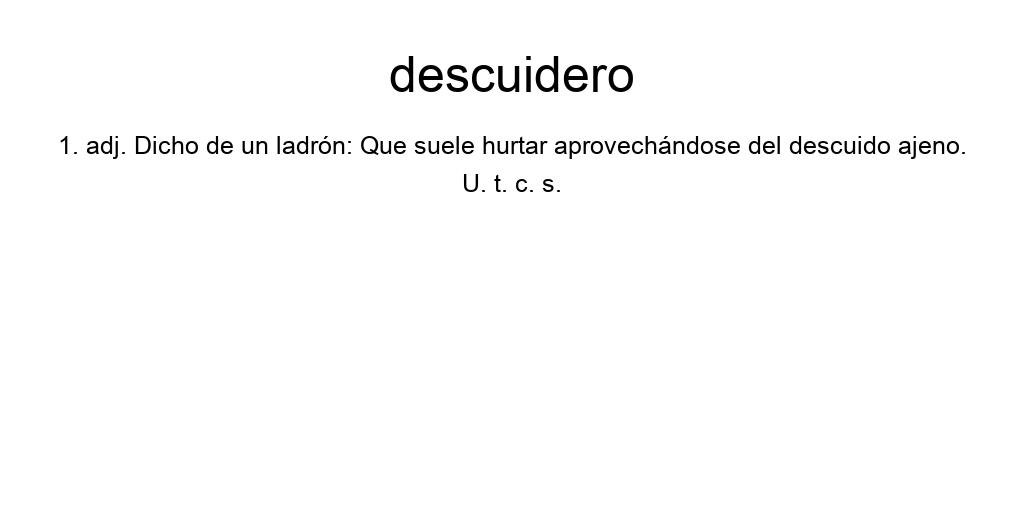 descuidero
1. adj. Dicho de un ladrón: Que suele hurtar aprovechándose del descuido ajeno.
U. t. c. s.